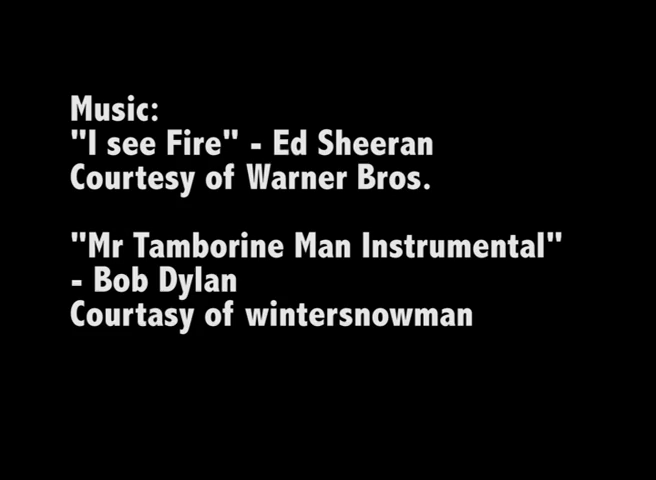 Music:
"I see Fire" - Ed Sheeran
Courtesy of Warner Bros.
"Mr Tamborine Man Instrumental"
- Bob Dylan
Courtasy of wintersnowman